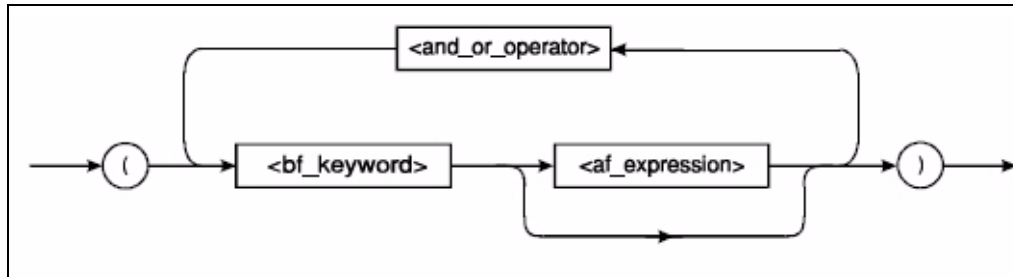 <and_or_operator>
( <bf_keyword> <af_expression> )